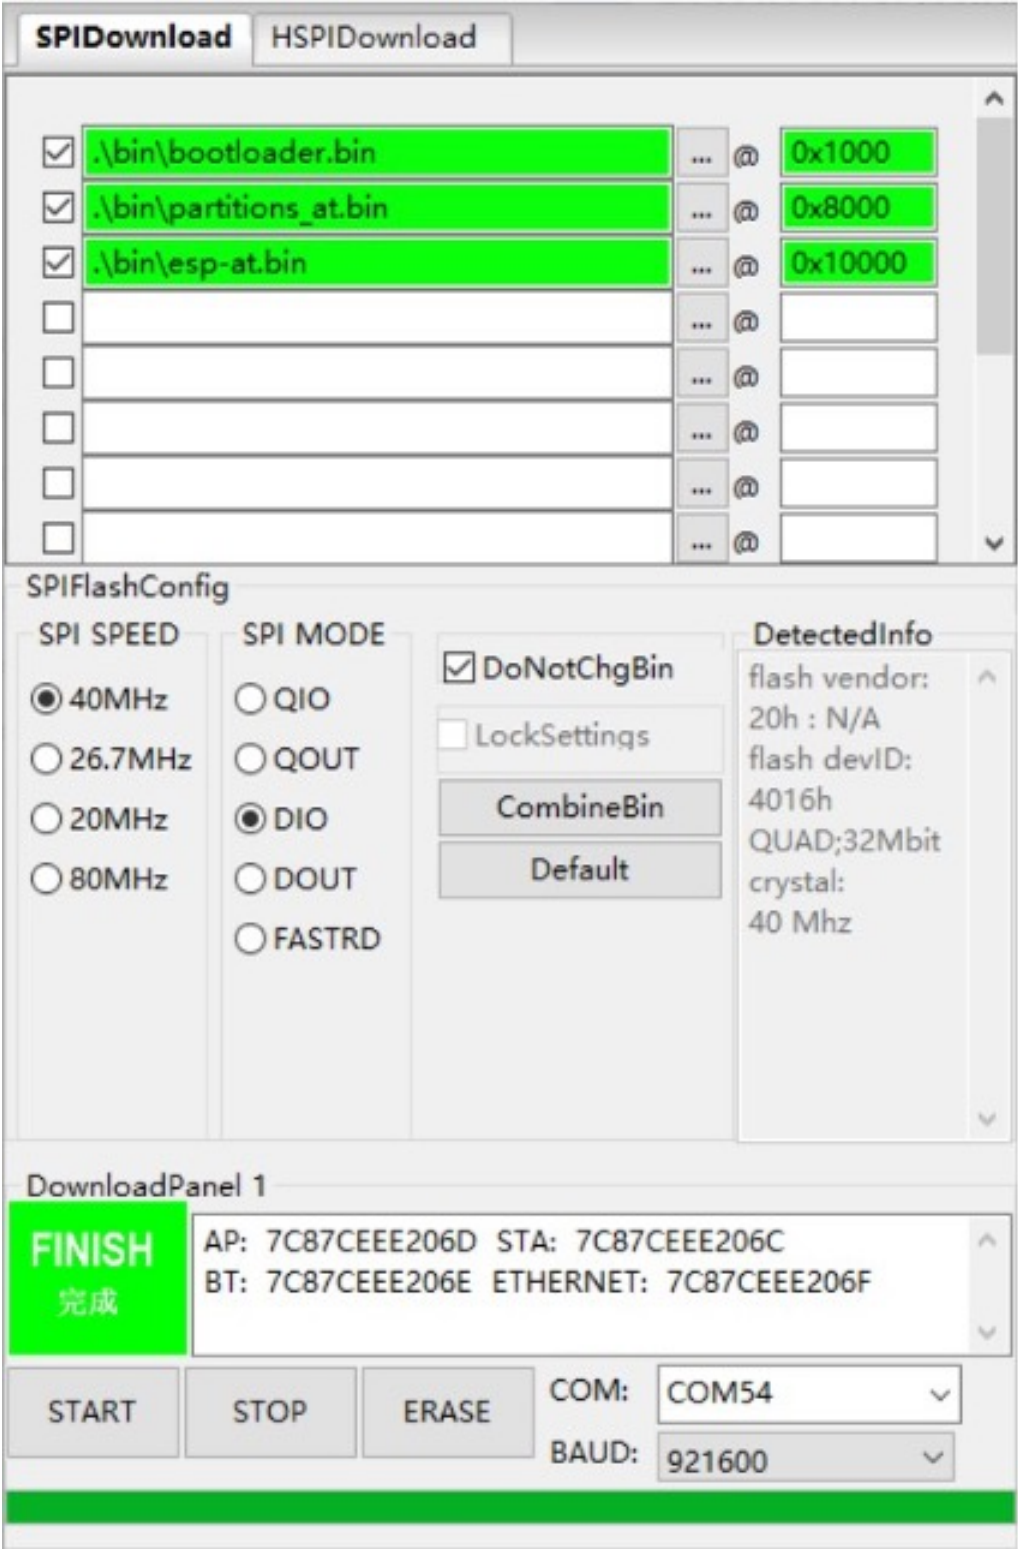 SPIDownload HSPIDownload
.\bin\bootloader.bin ... @ 0x1000
.\bin\partitions_at.bin ... @ 0x8000
.\bin\esp-at.bin ... @ 0x10000
... @
... @
... @
... @
... @
SPIFlashConfig
SPI SPEED
40MHz
26.7MHz
20MHz
80MHz
SPI MODE
QIO
QOUT
DIO
DOUT
FASTRD
DoNotChgBin
LockSettings
CombineBin
Default
DetectedInfo
flash vendor:
20h : N/A
flash devID:
4016h
QUAD;32Mbit
crystal:
40 Mhz
DownloadPanel 1
FINISH
完成
AP: 7C87CEEE206D STA: 7C87CEEE206C
BT: 7C87CEEE206E ETHERNET: 7C87CEEE206F
START STOP ERASE
COM: COM54
BAUD: 921600